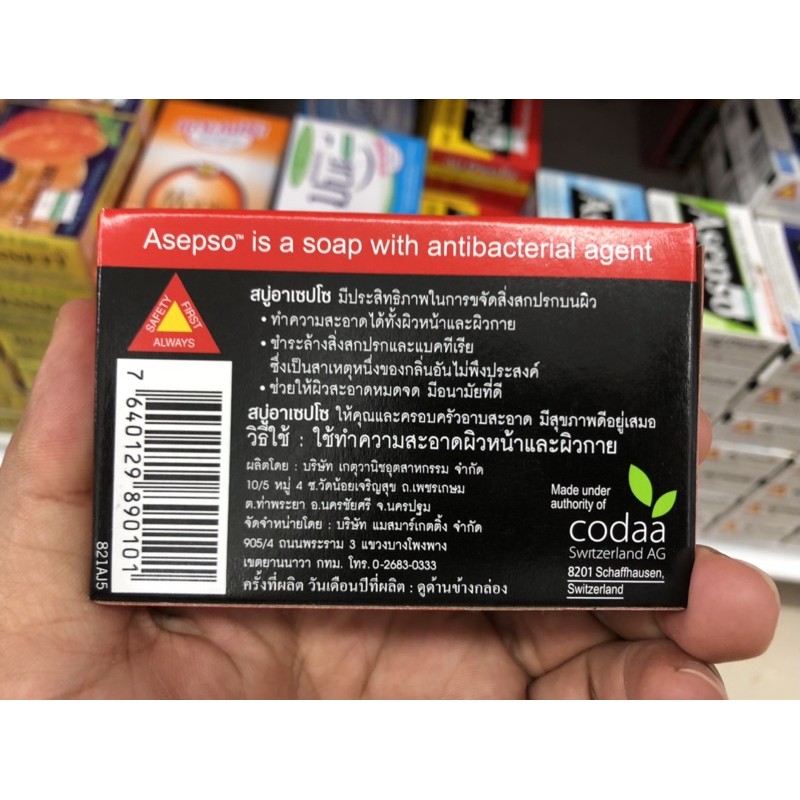 Asepso™ is a soap with antibacterial agent
SAFETY FIRST
ALWAYS
สบู่อาเซปโซ มีประสิทธิภาพในการขจัดสิ่งสกปรกบนผิว
• ทำความสะอาดได้ทั้งผิวหน้าและผิวกาย
• ชำระล้างสิ่งสกปรกและแบคทีเรีย
ซึ่งเป็นสาเหตุหนึ่งของกลิ่นอันไม่พึงประสงค์
• ช่วยให้ผิวสะอาดหมดจด มีอนามัยที่ดี
สบู่อาเซปโซ ให้คุณและครอบครัวอาบสะอาด มีสุขภาพดีอยู่เสมอ
วิธีใช้ : ใช้ทำความสะอาดผิวหน้าและผิวกาย
ผลิตโดย : บริษัท เกตุวานิชอุตสาหกรรม จำกัด
10/5 หมู่ 4 ซ.วัดน้อยเจริญสุข ถ.เพชรเกษม
ต.ท่าพระยา อ.นครชัยศรี จ.นครปฐม
จัดจำหน่ายโดย : บริษัท แมสมาร์เกตติ้ง จำกัด
905/4 ถนนพระราม 3 แขวงบางโพงพาง
เขตยานนาวา กทม. โทร. 0-2683-0333
ครั้งที่ผลิต วันเดือนปีที่ผลิต : ดูด้านข้างกล่อง
7 640129 890101
821AJ5
Made under
authority of
codaa
Switzerland AG
8201 Schaffhausen,
Switzerland